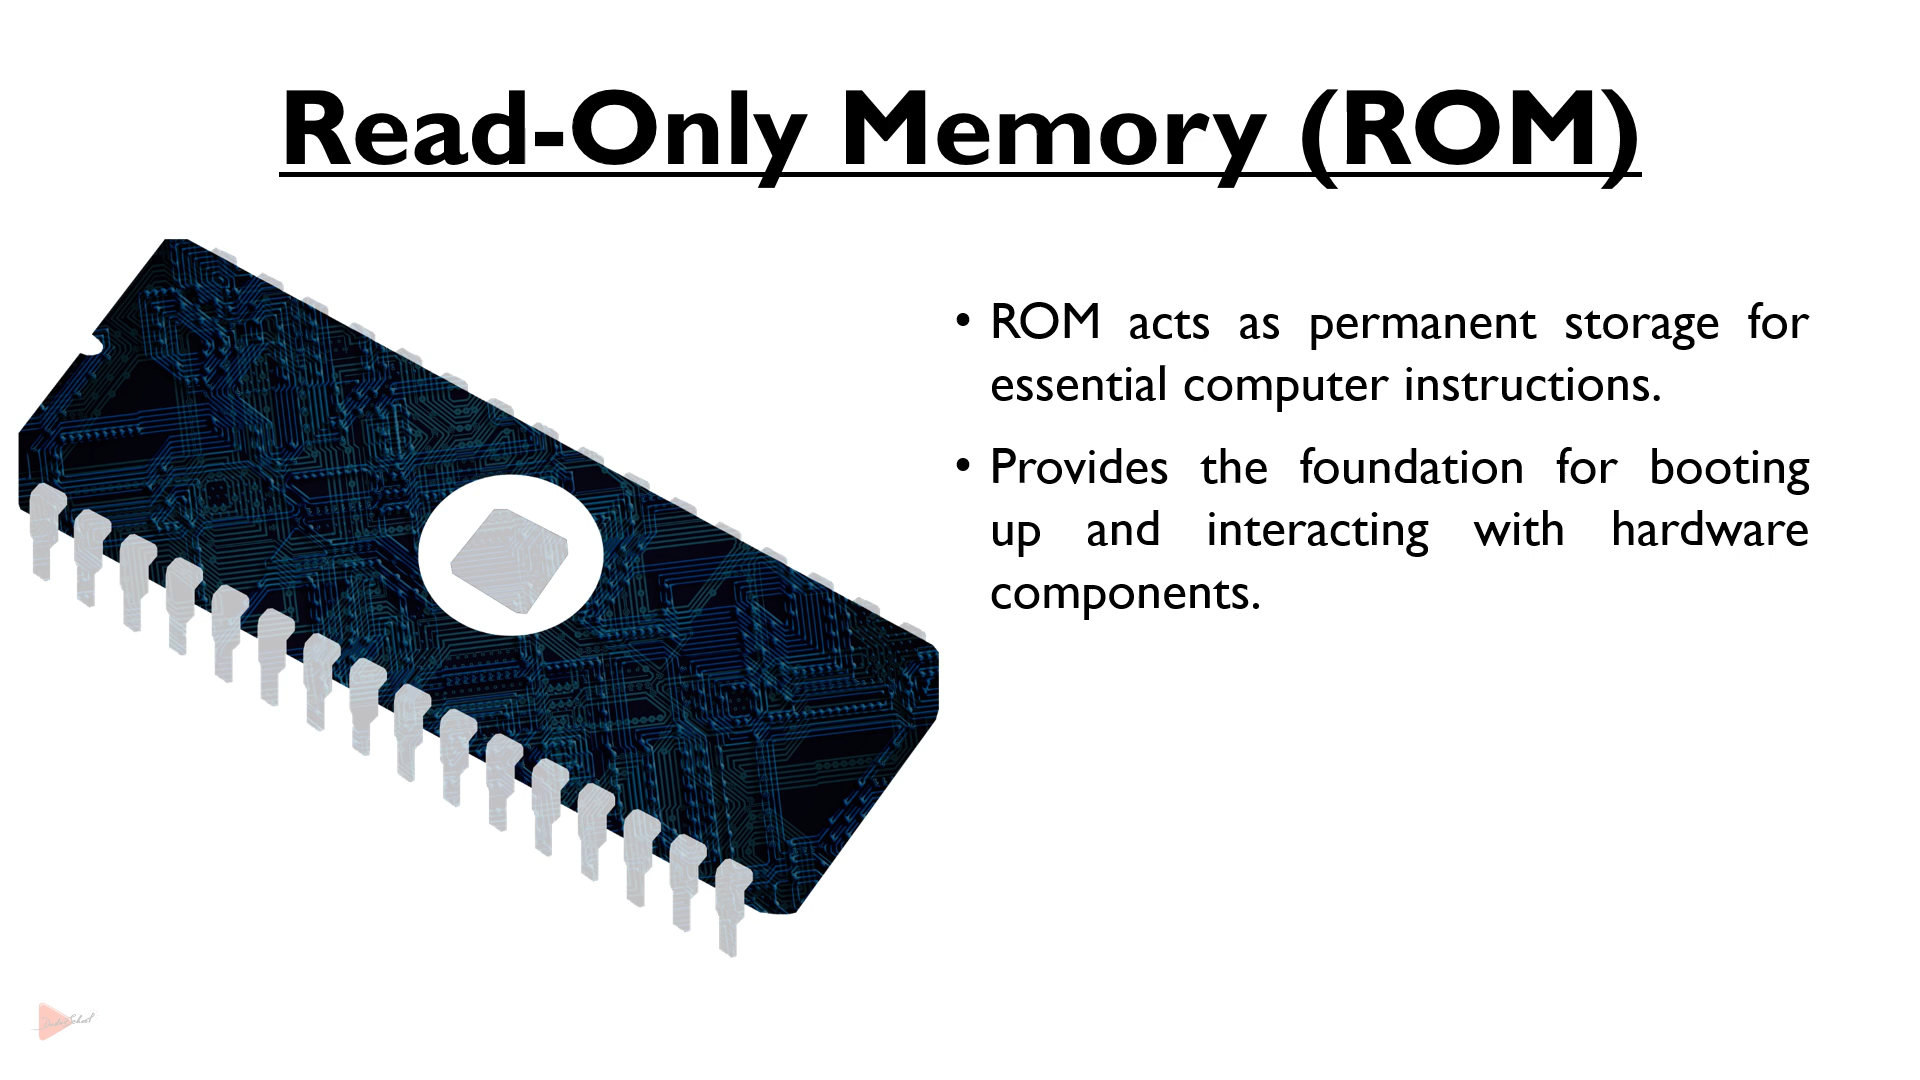 Read-Only Memory (ROM)
• ROM acts as permanent storage for
essential computer instructions.
• Provides the foundation for booting
up and interacting with hardware
components.